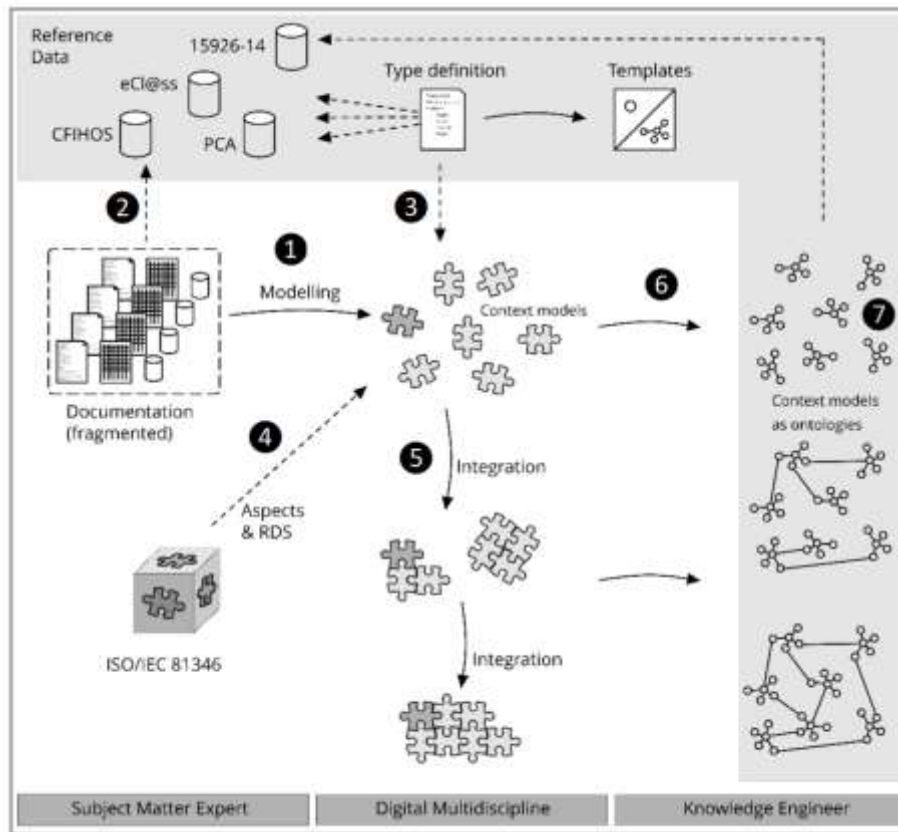 Reference
Data
15926-14
eCl@ss
CFIHOS
PCA
Type definition
Templates
2
3
1
Modelling
Context models
6
7
Documentation
(fragmented)
4
5
Integration
Context models
as ontologies
Aspects
& RDS
ISO/IEC 81346
Integration
Subject Matter Expert
Digital Multidiscipline
Knowledge Engineer